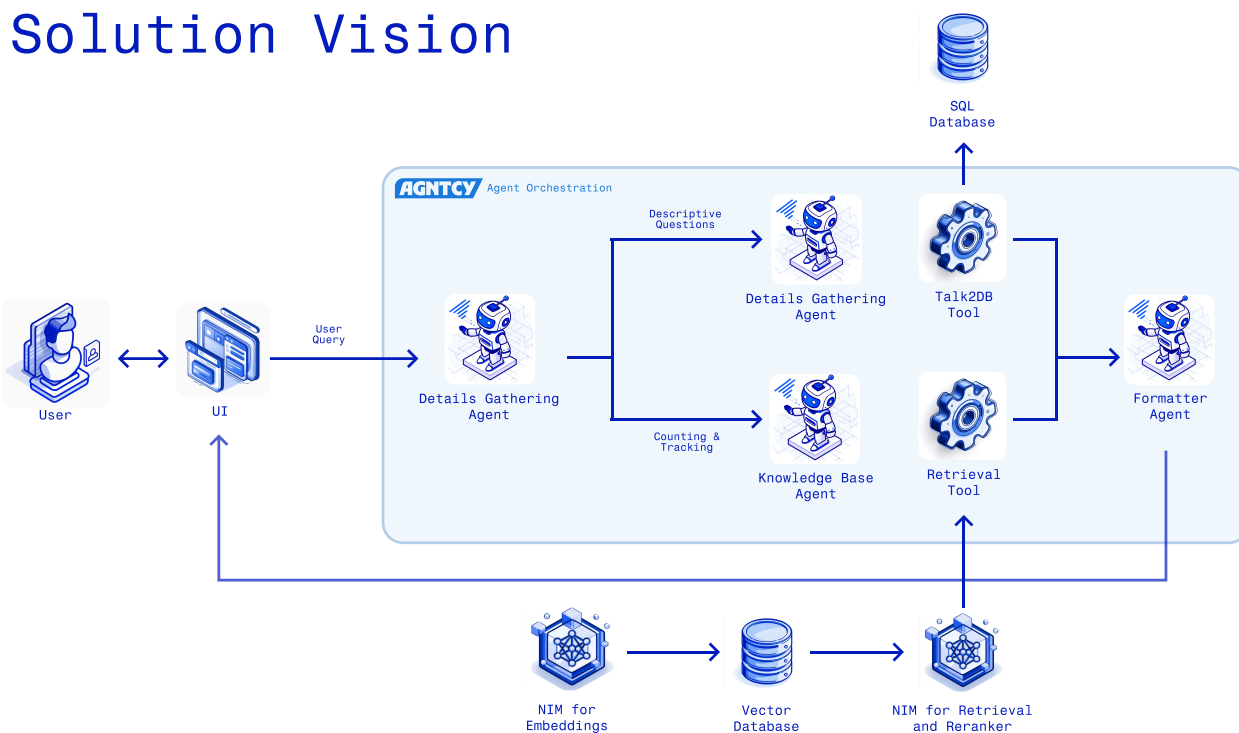 Solution Vision
SQL
Database
AGNTCY Agent Orchestration
Descriptive
Questions
Details Gathering
Agent
Talk2DB
Tool
User
Query
User
UI
Details Gathering
Agent
Formatter
Agent
Counting &
Tracking
Knowledge Base
Agent
Retrieval
Tool
NIM for
Embeddings
Vector
Database
NIM for Retrieval
and Reranker